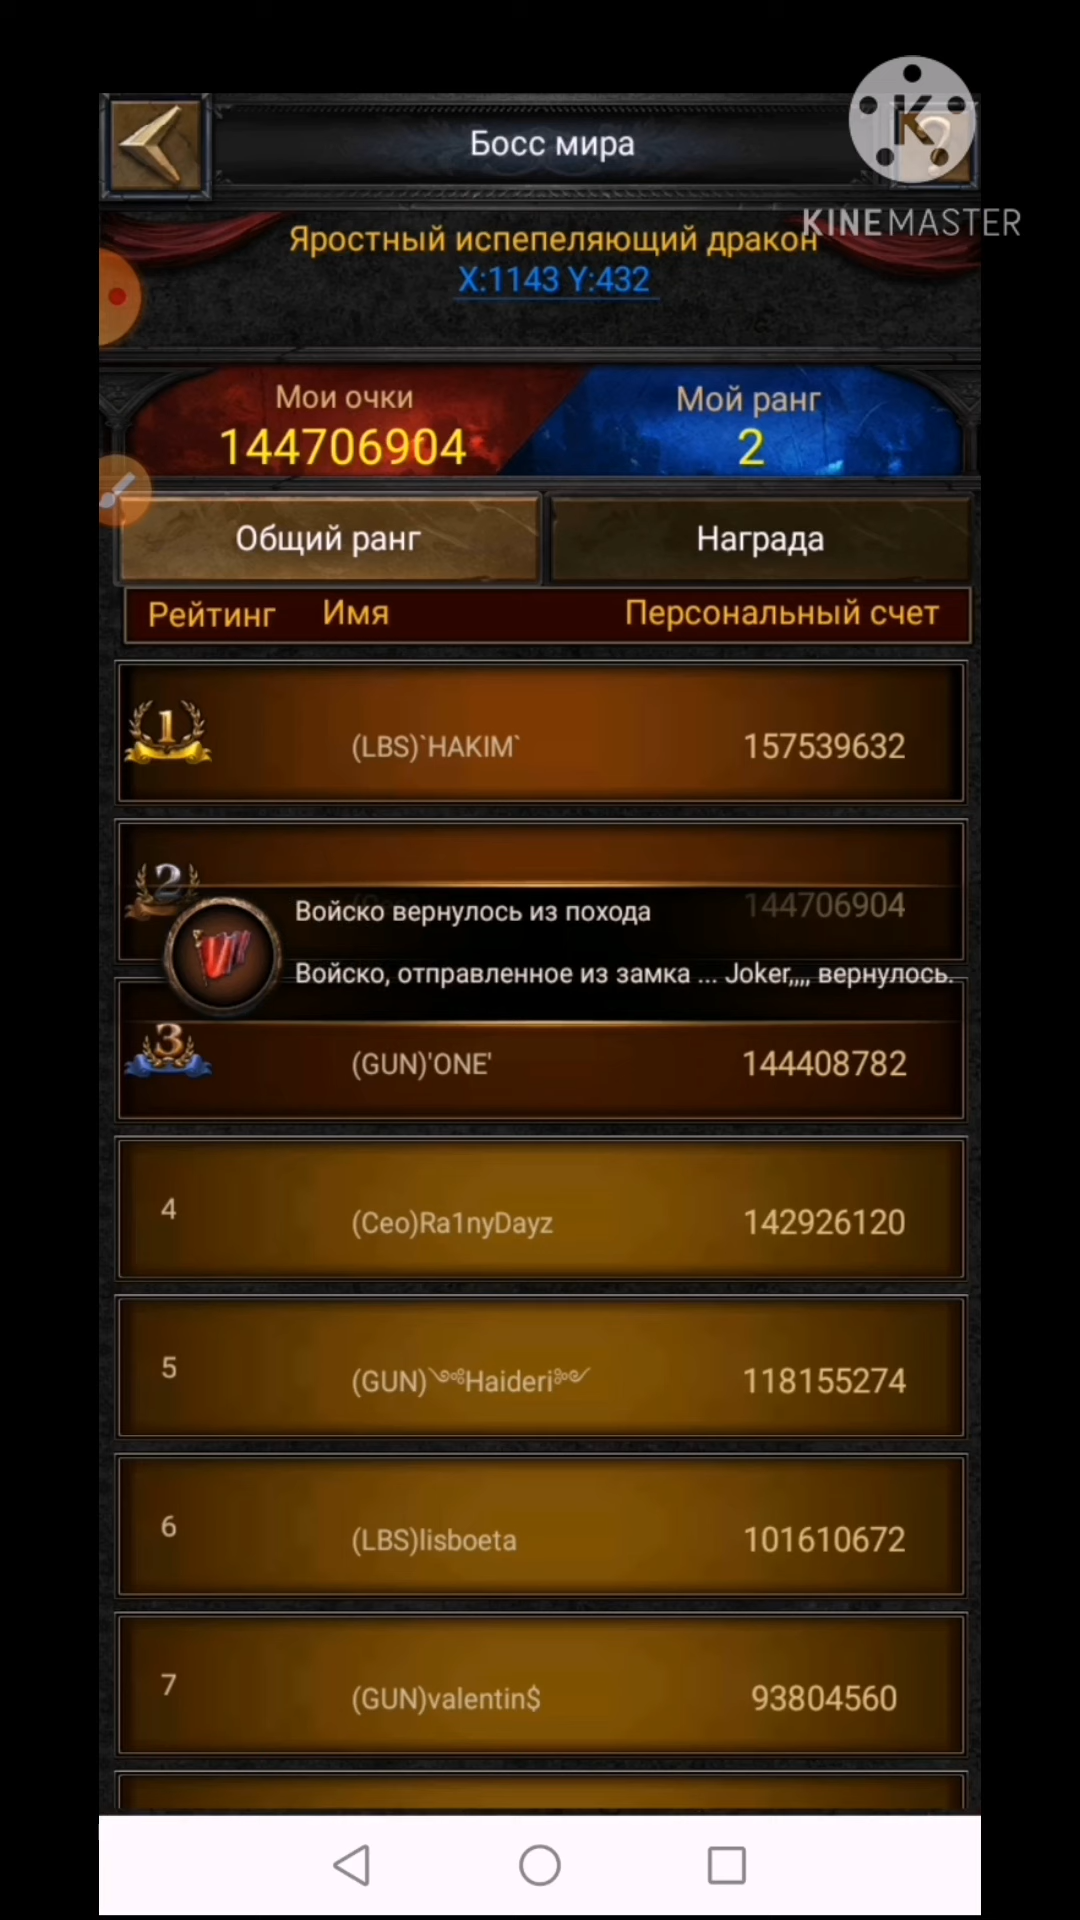 Босс мира
KINEMASTER
Яростный испепеляющий дракон
X:1143 Y:432
Мои очки
Мой ранг
144706904
2
Общий ранг
Награда
Рейтинг Имя Персональный счет
1 (LBS)`HAKIM` 157539632
2 144706904
Войско вернулось из похода
Войско, отправленное из замка ... Joker,,,, вернулось.
3 (GUN)'ONE' 144408782
4 (Ceo)Ra1nyDayz 142926120
5 (GUN)༺Haideri༻ 118155274
6 (LBS)lisboeta 101610672
7 (GUN)valentin$ 93804560